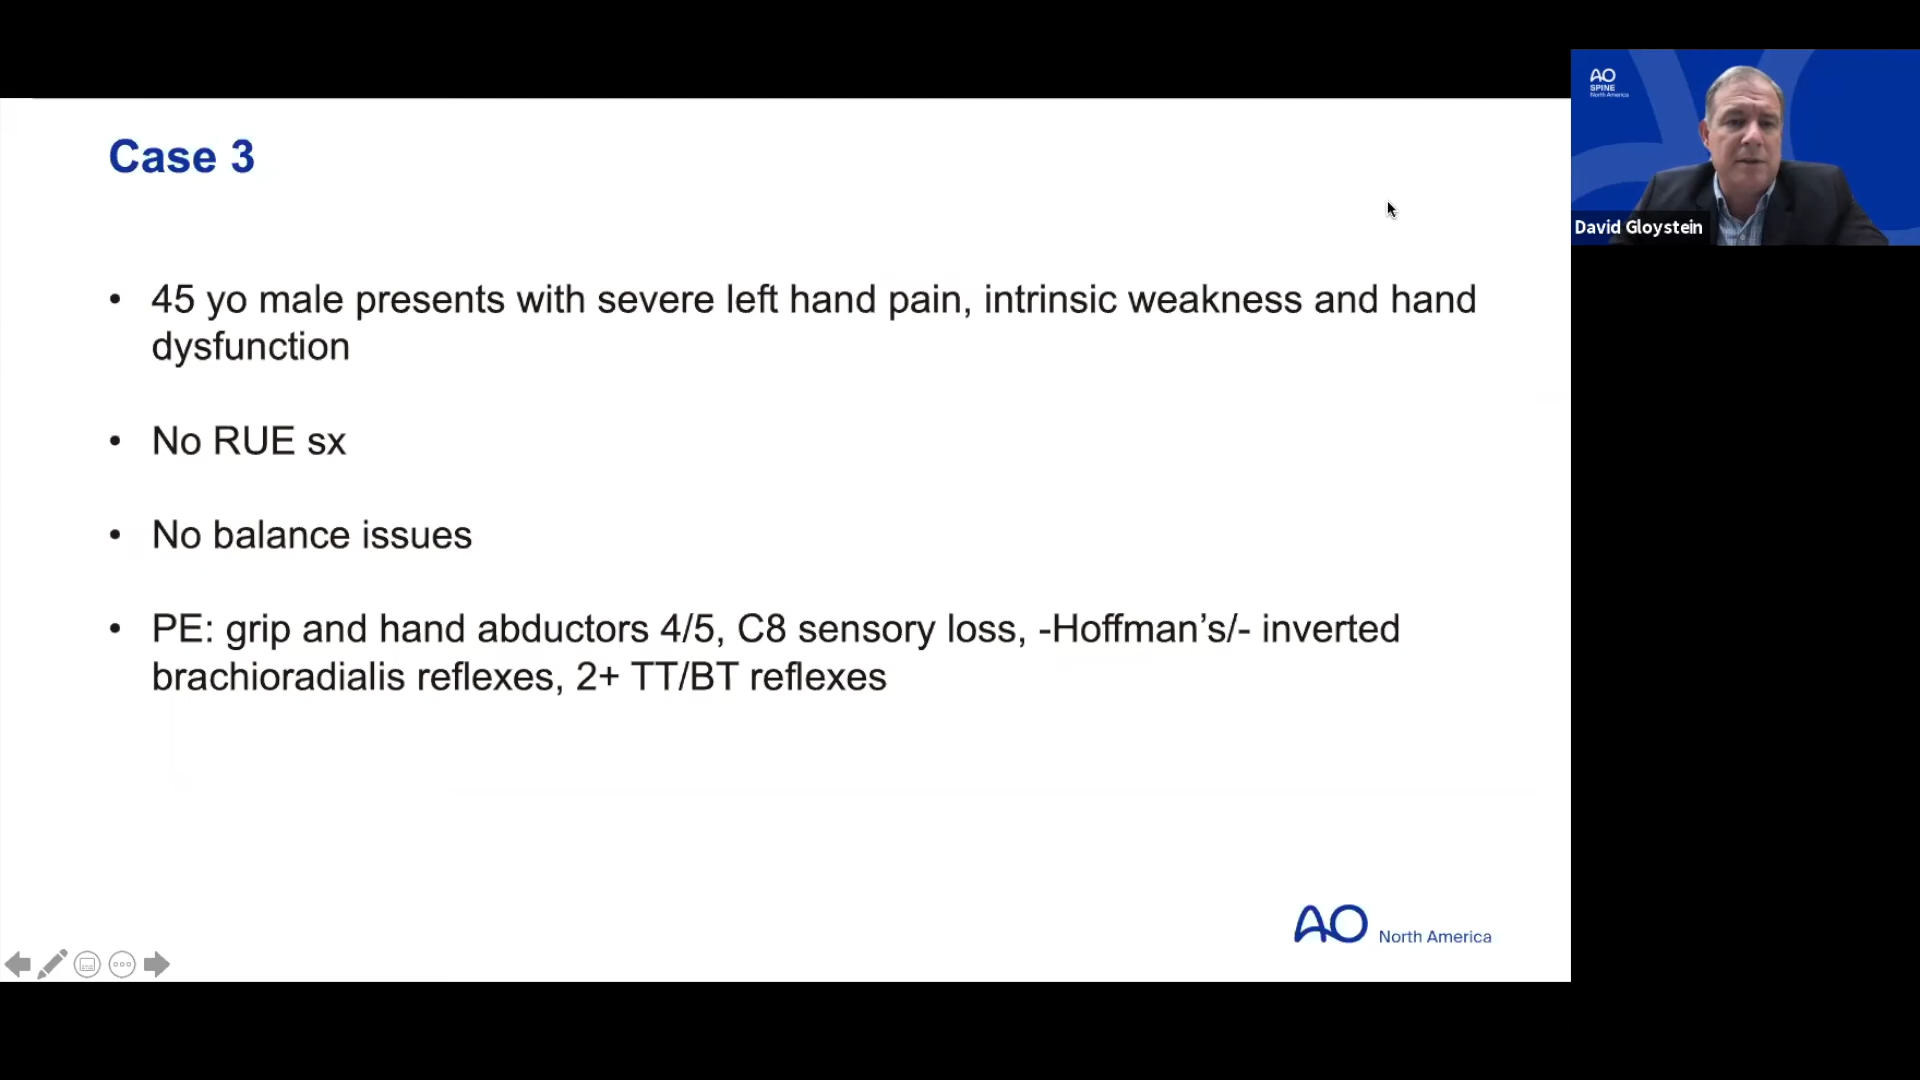 Case 3
• 45 yo male presents with severe left hand pain, intrinsic weakness and hand
dysfunction
• No RUE sx
• No balance issues
• PE: grip and hand abductors 4/5, C8 sensory loss, -Hoffman’s/- inverted
brachioradialis reflexes, 2+ TT/BT reflexes
AO North America
AO
SPINE
North America
David Gloystein